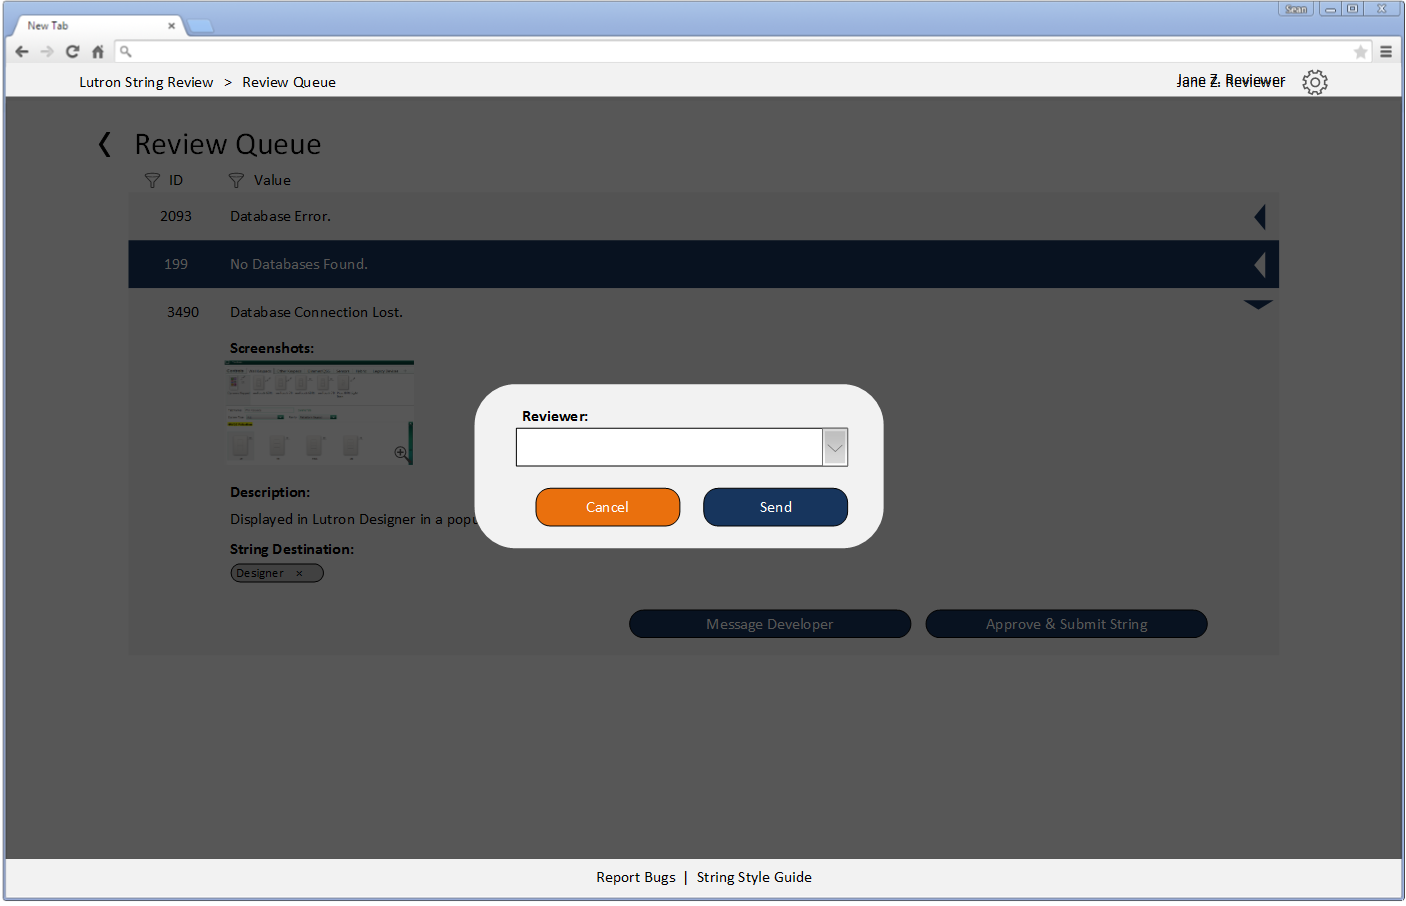 New Tab
Sean
Lutron String Review > Review Queue
Jane Z. Reviewer
Review Queue
ID Value
2093 Database Error.
199 No Databases Found.
3490 Database Connection Lost.
Screenshots:
Reviewer:
Cancel Send
Description:
Displayed in Lutron Designer in a popu
String Destination:
Designer ×
Message Developer Approve & Submit String
Report Bugs | String Style Guide